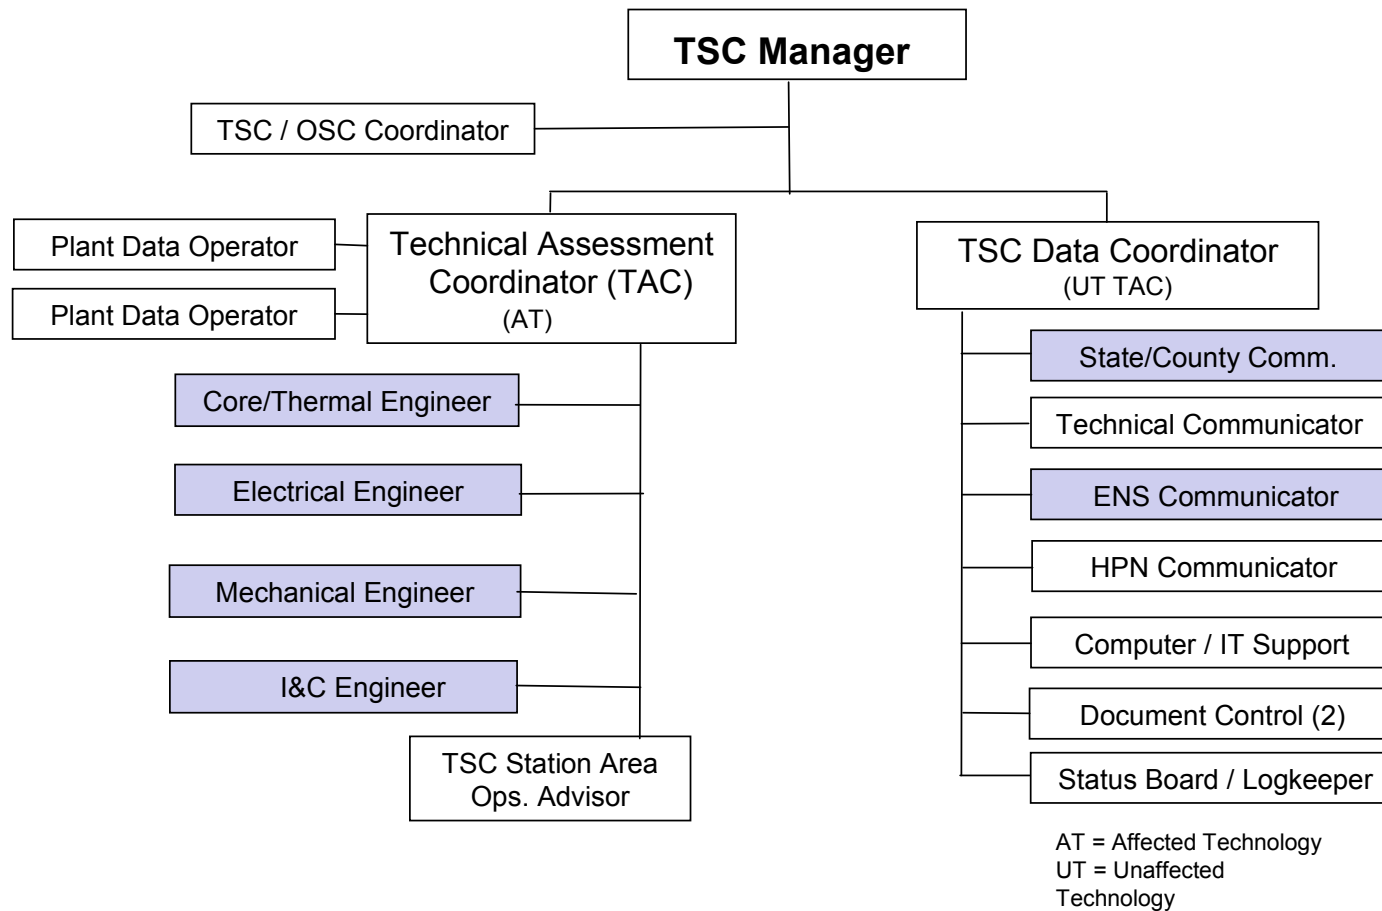 TSC Manager
TSC / OSC Coordinator
Plant Data Operator
Plant Data Operator
Technical Assessment
Coordinator (TAC)
(AT)
Core/Thermal Engineer
Electrical Engineer
Mechanical Engineer
I&C Engineer
TSC Station Area
Ops. Advisor
TSC Data Coordinator
(UT TAC)
State/County Comm.
Technical Communicator
ENS Communicator
HPN Communicator
Computer / IT Support
Document Control (2)
Status Board / Logkeeper
AT = Affected Technology
UT = Unaffected
Technology